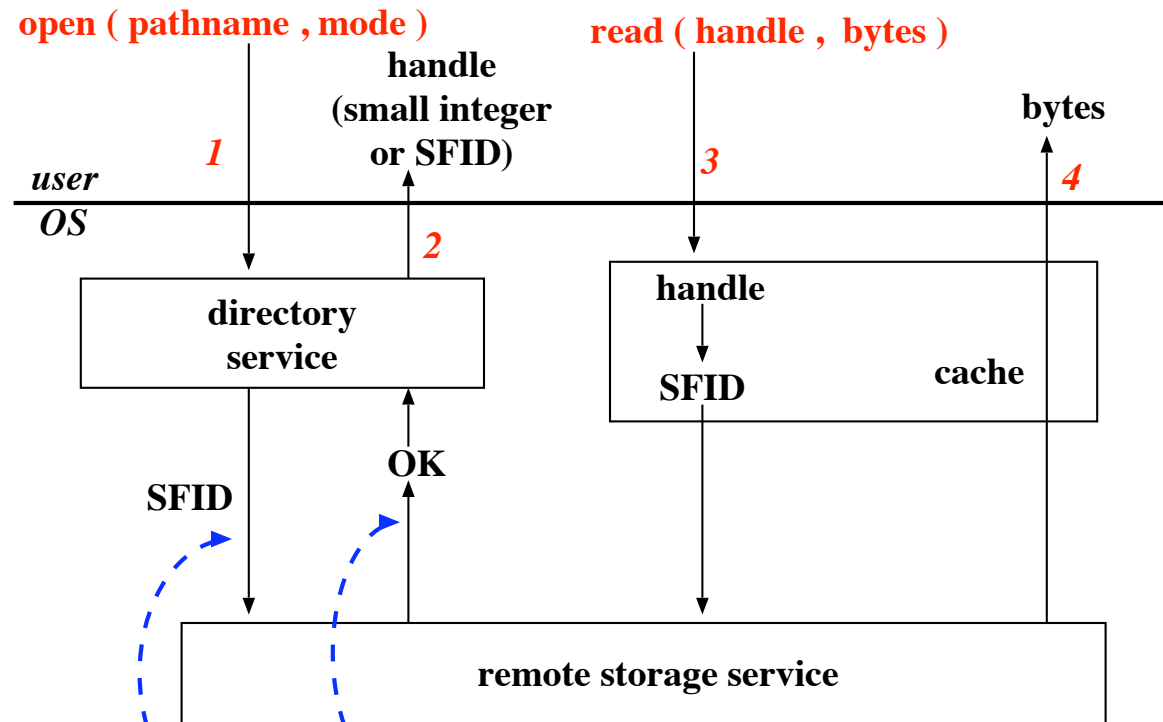 open ( pathname , mode )
read ( handle ,  bytes )
handle
(small integer
or SFID)
bytes
1
3
4
user
OS
2
directory
service
handle
SFID
cache
OK
SFID
remote storage service